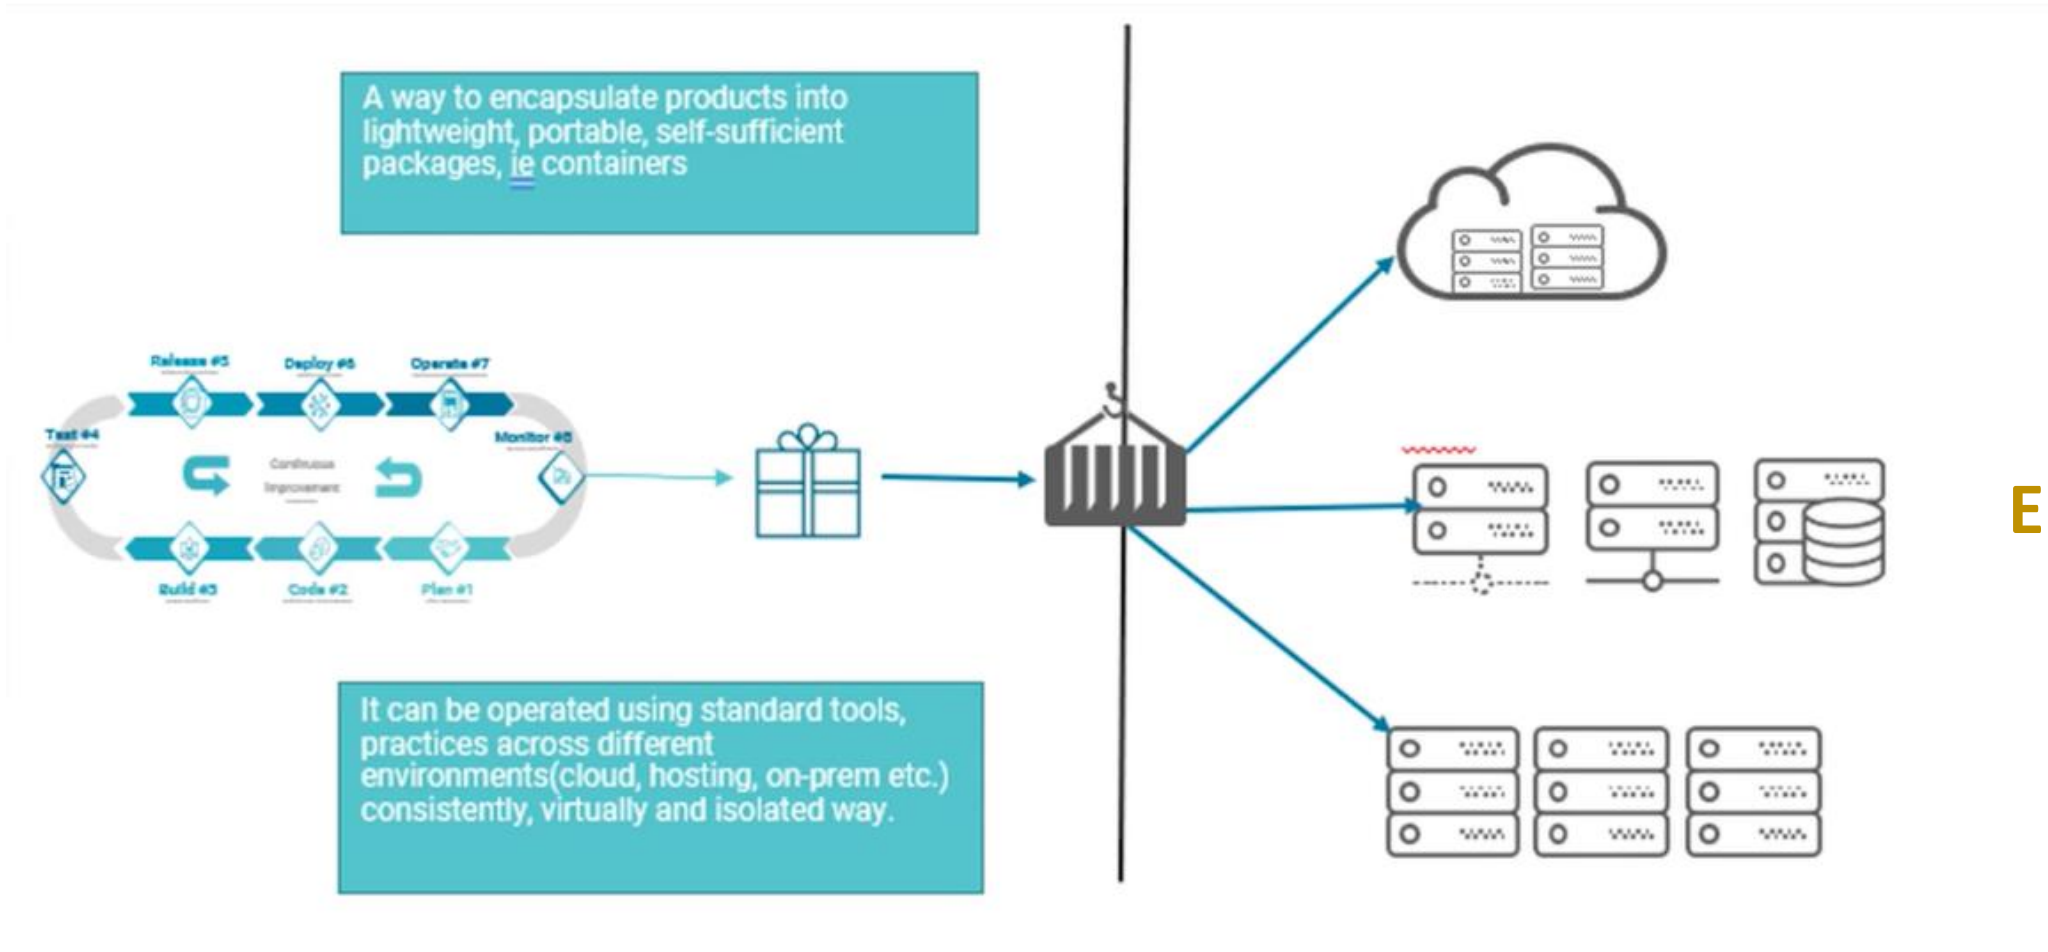 A way to encapsulate products into
lightweight, portable, self-sufficient
packages, ie containers
Release #5
Deploy #6
Operate #7
Test #4
Monitor #8
Continuous
Improvement
Build #3
Code #2
Plan #1
E
It can be operated using standard tools,
practices across different
environments(cloud, hosting, on-prem etc.)
consistently, virtually and isolated way.